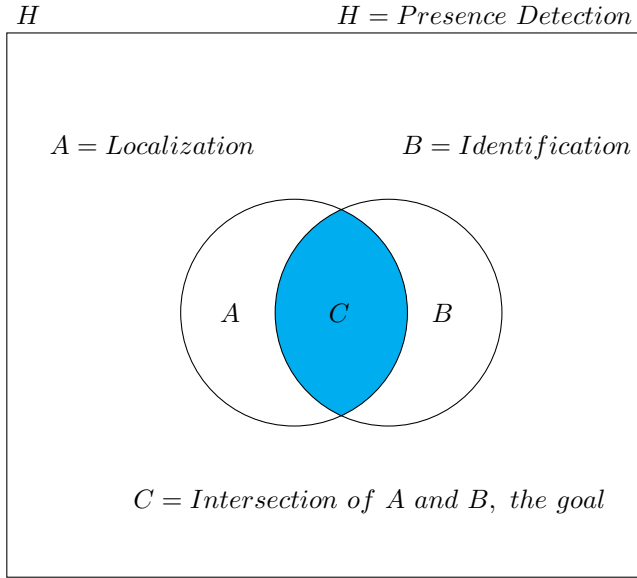 H
H = Presence Detection
A = Localization
B = Identification
A
C
B
C = Intersection of A and B, the goal